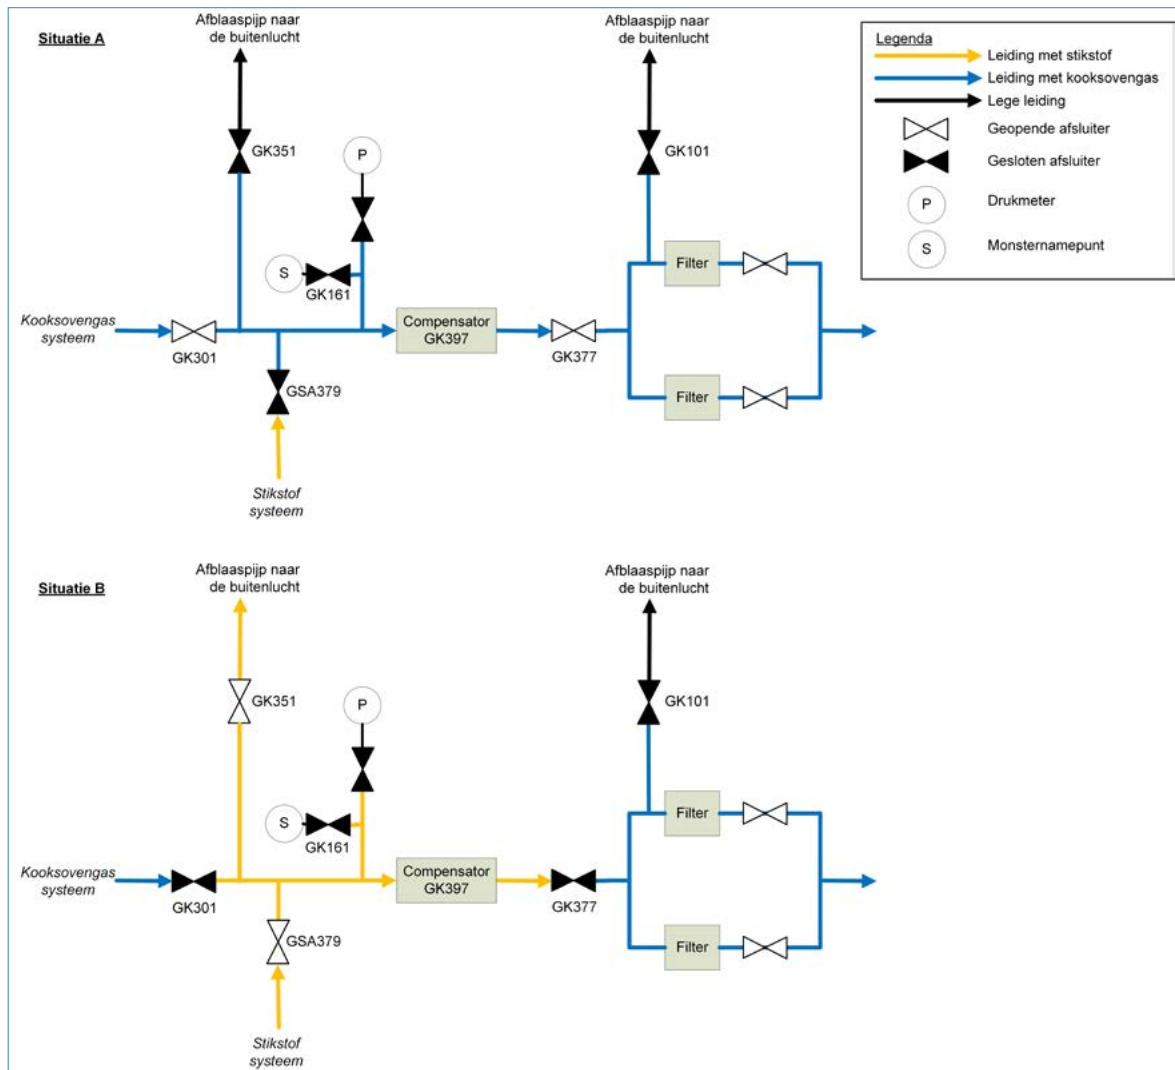 Situatie A
Afblaaspijp naar
de buitenlucht
Afblaaspijp naar
de buitenlucht
Legenda
Leiding met stikstof
Leiding met kooksovengas
Lege leiding
Geopende afsluiter
Gesloten afsluiter
P
Drukmeter
S
Monsternamepunt
GK351
P
GK101
S
GK161
Filter
Kooksovengas
systeem
GK301
Compensator
GK397
GK377
GSA379
Filter
Stikstof
systeem
Situatie B
Afblaaspijp naar
de buitenlucht
Afblaaspijp naar
de buitenlucht
GK351
P
GK101
S
GK161
Filter
Kooksovengas
systeem
GK301
Compensator
GK397
GK377
GSA379
Filter
Stikstof
systeem